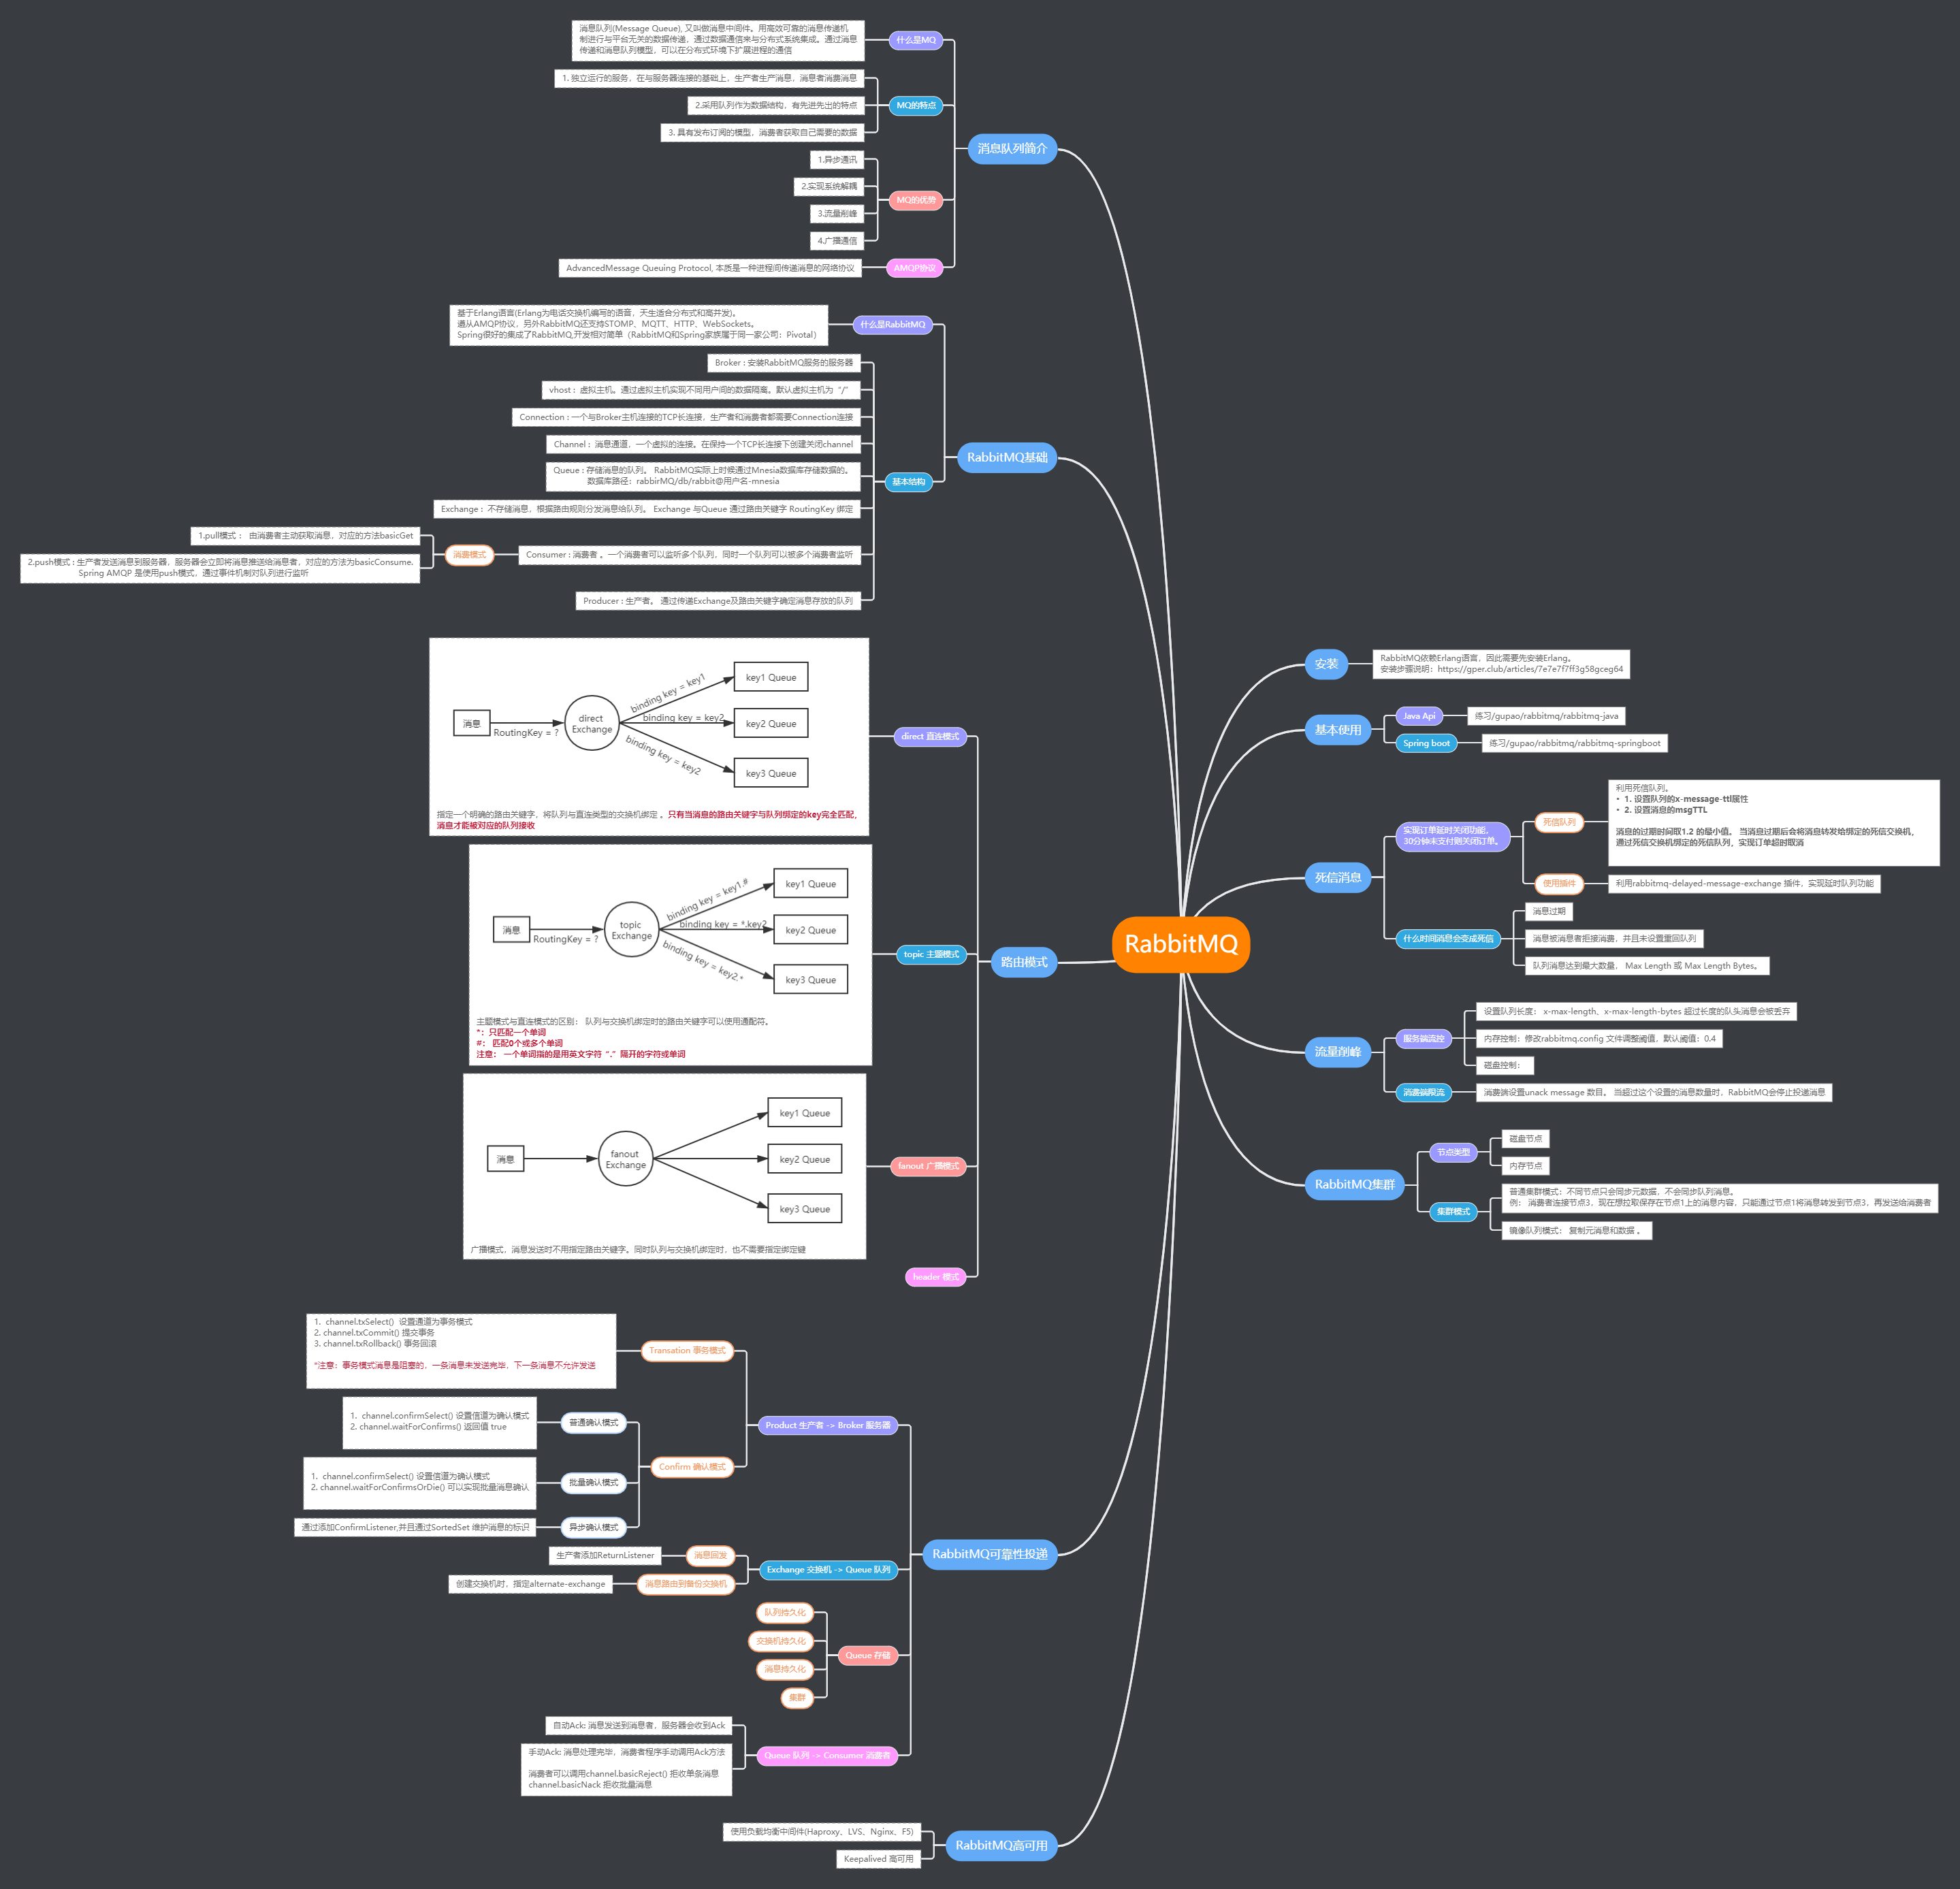 消息队列(Message Queue), 又叫做消息中间件。用高效可靠的消息传递机
制进行与平台无关的数据传递，通过数据通信来与分布式系统集成。通过消息
传递和消息队列模型，可以在分布式环境下扩展进程的通信
什么是MQ
1. 独立运行的服务，在与服务器连接的基础上，生产者生产消息，消息者消费消息
2.采用队列作为数据结构，有先进先出的特点
3. 具有发布订阅的模型，消费者获取自己需要的数据
MQ的特点
1.异步通讯
2.实现系统解耦
3.流量削峰
4.广播通信
MQ的优势
AdvancedMessage Queuing Protocol, 本质是一种进程间传递消息的网络协议
AMQP协议
消息队列简介
基于Erlang语言(Erlang为电话交换机编写的语音，天生适合分布式和高并发)。
遵从AMQP协议，另外RabbitMQ还支持STOMP、MQTT、HTTP、WebSockets。
Spring很好的集成了RabbitMQ,开发相对简单（RabbitMQ和Spring家族属于同一家公司：Pivotal）
什么是RabbitMQ
Broker : 安装RabbitMQ服务的服务器
vhost : 虚拟主机。通过虚拟主机实现不同用户间的数据隔离。默认虚拟主机为 “/”
Connection : 一个与Broker主机连接的TCP长连接，生产者和消费者都需要Connection连接
Channel : 消息通道，一个虚拟的连接。在保持一个TCP长连接下创建关闭channel
Queue : 存储消息的队列。 RabbitMQ实际上时候通过Mnesia数据库存储数据的。
数据库路径：rabbirMQ/db/rabbit@用户名-mnesia
Exchange : 不存储消息，根据路由规则分发消息给队列。 Exchange 与Queue 通过路由关键字 RoutingKey 绑定
1.pull模式 : 由消费者主动获取消息，对应的方法basicGet
2.push模式 : 生产者发送消息到服务器，服务器会立即将消息推送给消息者，对应的方法为basicConsume.
Spring AMQP 是使用push模式，通过事件机制对队列进行监听
消费模式
Consumer : 消费者 。一个消费者可以监听多个队列，同时一个队列可以被多个消费者监听
Producer : 生产者。 通过传递Exchange及路由关键字确定消息存放的队列
基本结构
RabbitMQ基础
消息
RoutingKey = ?
direct
Exchange
binding key = key1
binding key = key2
binding key = key2
key1 Queue
key2 Queue
key3 Queue
指定一个明确的路由关键字，将队列与直连类型的交换机绑定 。只有当消息的路由关键字与队列绑定的key完全匹配，
消息才能被对应的队列接收
direct 直连模式
消息
RoutingKey = ?
topic
Exchange
binding key = key1.#
binding key = *.key2
binding key = key2.*
key1 Queue
key2 Queue
key3 Queue
主题模式与直连模式的区别： 队列与交换机绑定时的路由关键字可以使用通配符。
*：只匹配一个单词
#： 匹配0个或多个单词
注意： 一个单词指的是用英文字符 “.” 隔开的字符或单词
topic 主题模式
消息
fanout
Exchange
key1 Queue
key2 Queue
key3 Queue
广播模式，消息发送时不用指定路由关键字。同时队列与交换机绑定时，也不需要指定绑定键
fanout 广播模式
header 模式
路由模式
1. channel.txSelect() 设置通道为事务模式
2. channel.txCommit() 提交事务
3. channel.txRollback() 事务回滚
*注意：事务模式消息是阻塞的，一条消息未发送完毕，下一条消息不允许发送
Transation 事务模式
1. channel.confirmSelect() 设置信道为确认模式
2. channel.waitForConfirms() 返回值 true
普通确认模式
1. channel.confirmSelect() 设置信道为确认模式
2. channel.waitForConfirmsOrDie() 可以实现批量消息确认
批量确认模式
通过添加ConfirmListener,并且通过SortedSet 维护消息的标识
异步确认模式
Confirm 确认模式
Product 生产者 -> Broker 服务器
生产者添加ReturnListener
消息回发
创建交换机时，指定alternate-exchange
消息路由到备份交换机
Exchange 交换机 -> Queue 队列
队列持久化
交换机持久化
消息持久化
集群
Queue 存储
自动Ack: 消息发送到消息者，服务器会收到Ack
手动Ack: 消息处理完毕，消费者程序手动调用Ack方法
消费者可以调用channel.basicReject() 拒收单条消息
channel.basicNack 拒收批量消息
Queue 队列 -> Consumer 消费者
RabbitMQ可靠性投递
使用负载均衡中间件(Haproxy、LVS、Nginx、F5)
Keepalived 高可用
RabbitMQ高可用
RabbitMQ
安装
RabbitMQ依赖Erlang语言，因此需要先安装Erlang。
安装步骤说明：https://gper.club/articles/7e7e7f7ff3g58gceg64
基本使用
Java Api
练习/gupao/rabbitmq/rabbitmq-java
Spring boot
练习/gupao/rabbitmq/rabbitmq-springboot
死信消息
实现订单延时关闭功能，
30分钟未支付则关闭订单。
死信队列
利用死信队列。
• 1. 设置队列的x-message-ttl属性
• 2. 设置消息的msgTTL
消息的过期时间取1.2 的最小值。 当消息过期后会将消息转发给绑定的死信交换机，
通过死信交换机绑定的死信队列，实现订单超时取消
使用插件
利用rabbitmq-delayed-message-exchange 插件，实现延时队列功能
什么时间消息会变成死信
消息过期
消息被消息者拒接消费，并且未设置重回队列
队列消息达到最大数量， Max Length 或 Max Length Bytes。
流量削峰
服务端流控
设置队列长度： x-max-length、x-max-length-bytes 超过长度的队头消息会被丢弃
内存控制：修改rabbitmq.config 文件调整阈值，默认阈值：0.4
磁盘控制：
消费端限流
消费端设置unack message 数目。 当超过这个设置的消息数量时，RabbitMQ会停止投递消息
RabbitMQ集群
节点类型
磁盘节点
内存节点
集群模式
普通集群模式：不同节点只会同步元数据，不会同步队列消息。
例： 消费者连接节点3，现在想拉取保存在节点1上的消息内容，只能通过节点1将消息转发到节点3，再发送给消费者
镜像队列模式： 复制元消息和数据 。